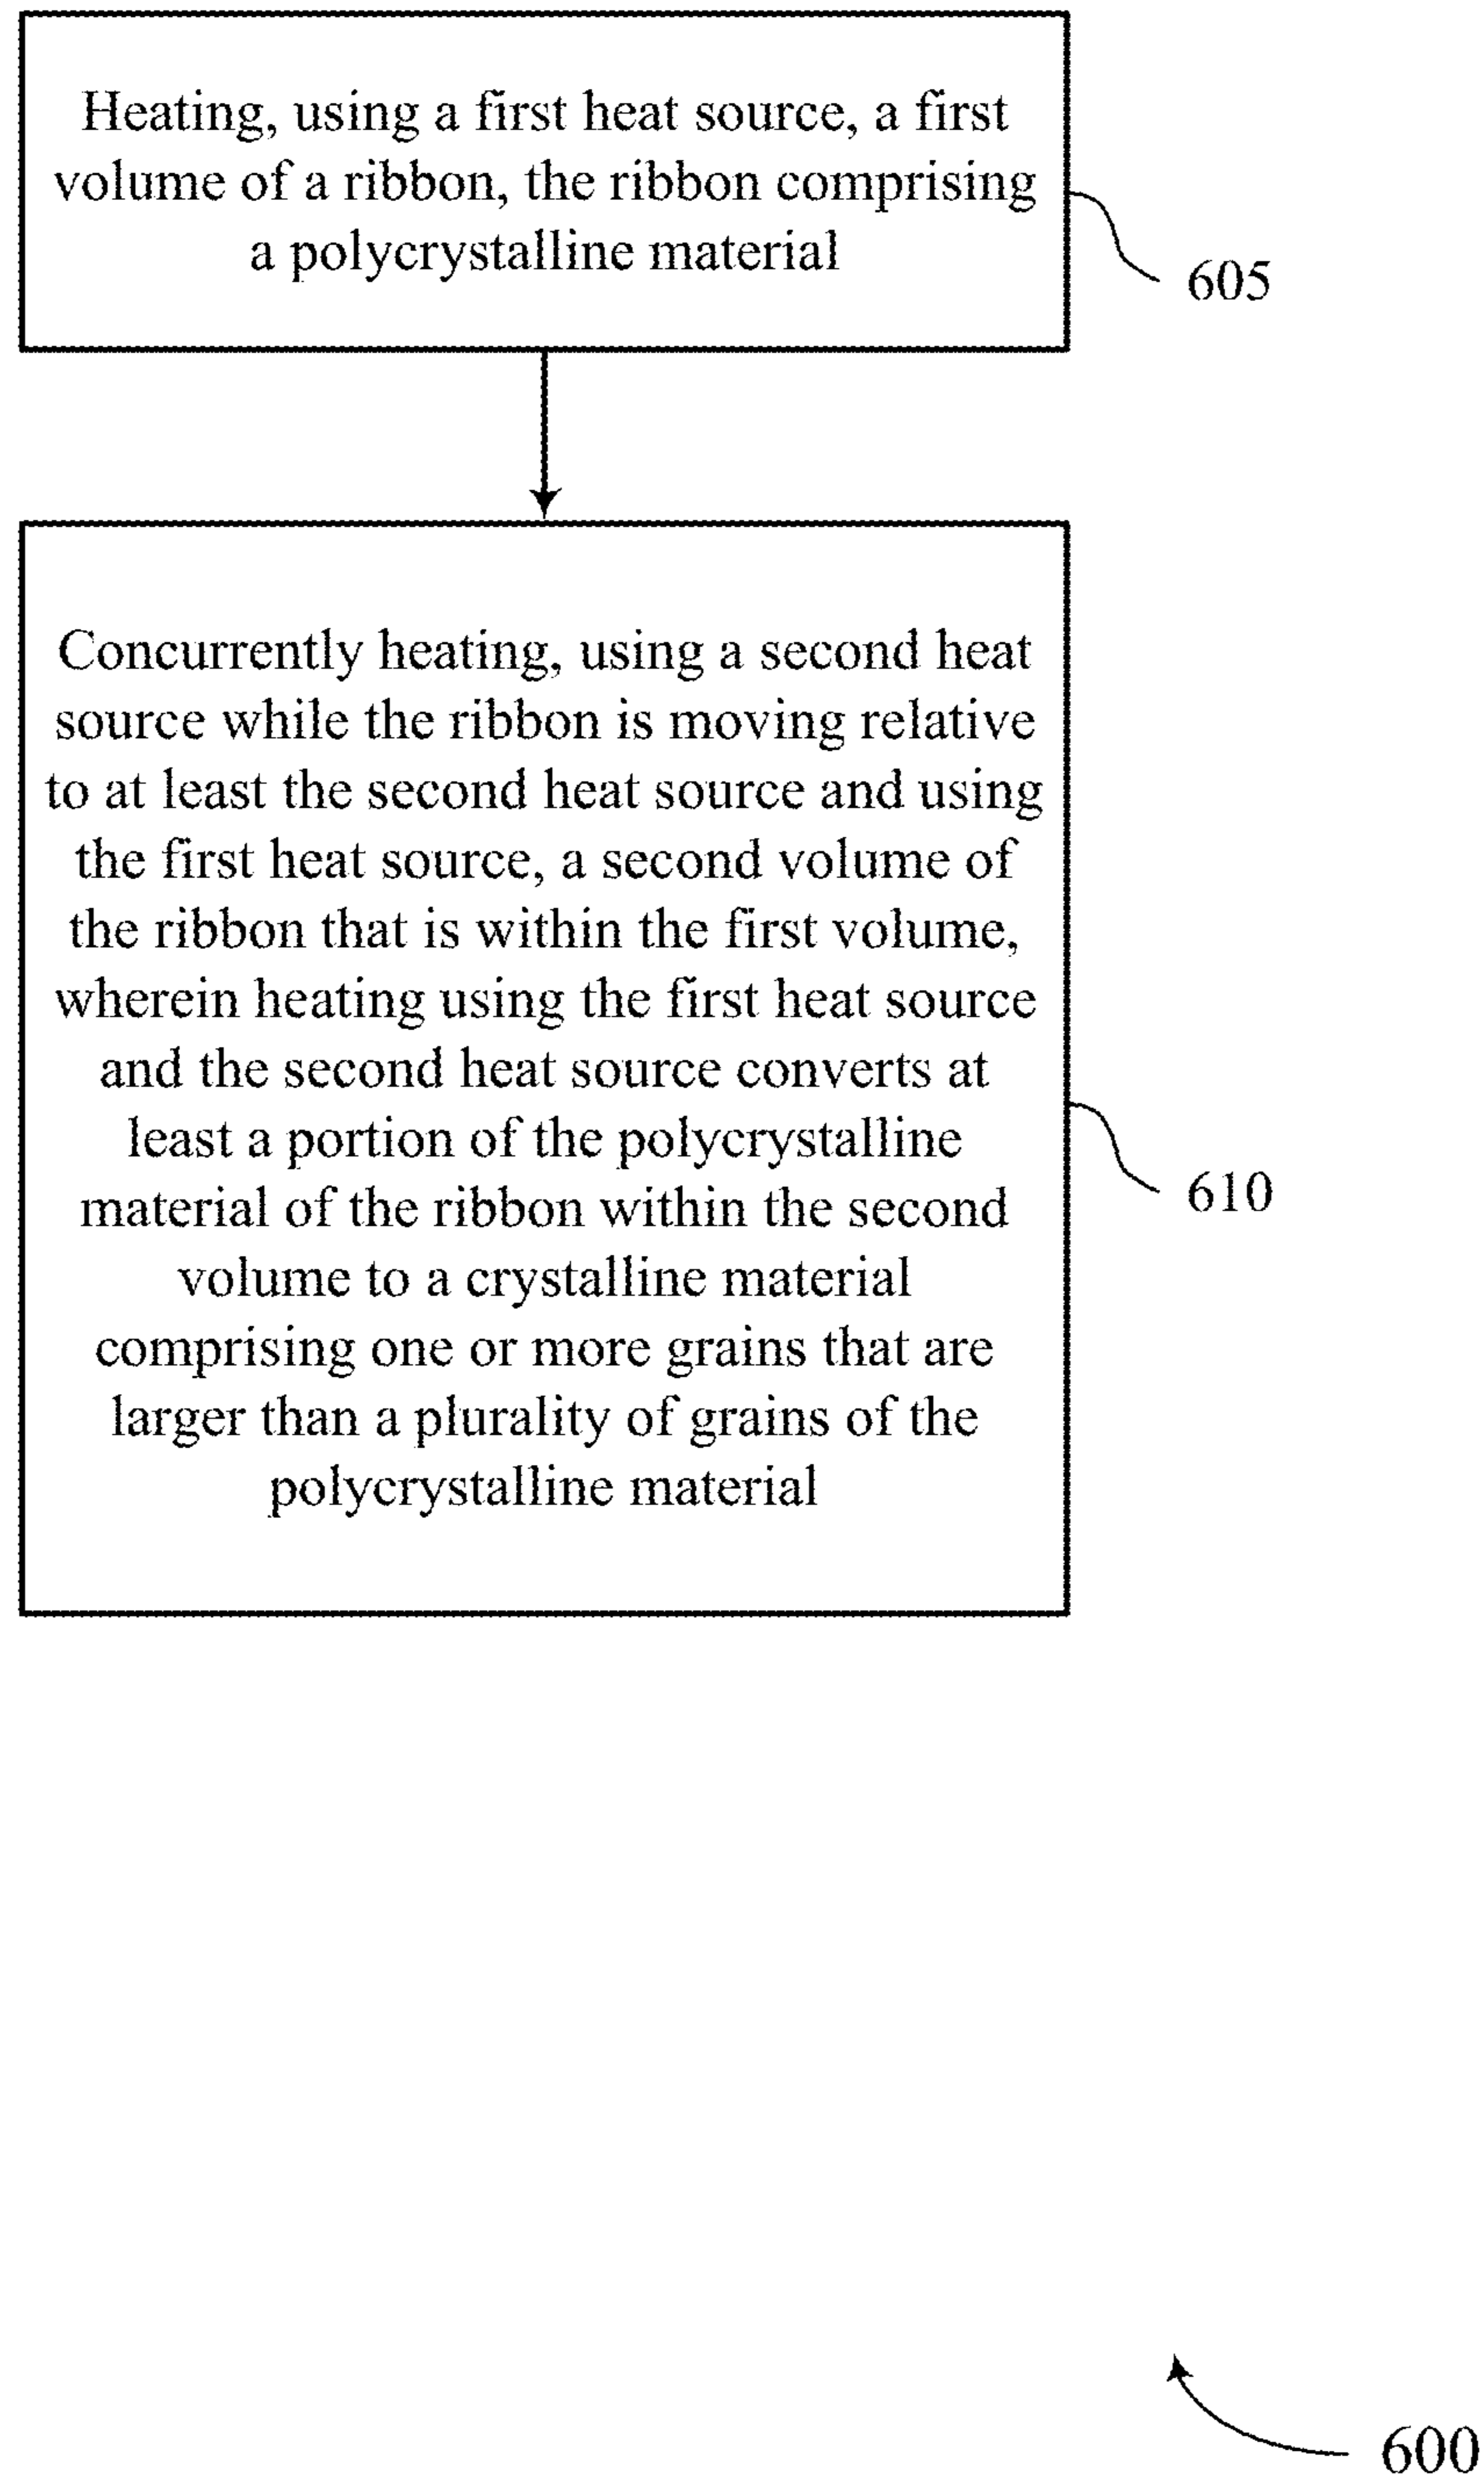 Heating, using a first heat source, a first
volume of a ribbon, the ribbon comprising
a polycrystalline material
605
Concurrently heating, using a second heat
source while the ribbon is moving relative
to at least the second heat source and using
the first heat source, a second volume of
the ribbon that is within the first volume,
wherein heating using the first heat source
and the second heat source converts at
least a portion of the polycrystalline
material of the ribbon within the second
volume to a crystalline material
comprising one or more grains that are
larger than a plurality of grains of the
polycrystalline material
610
600